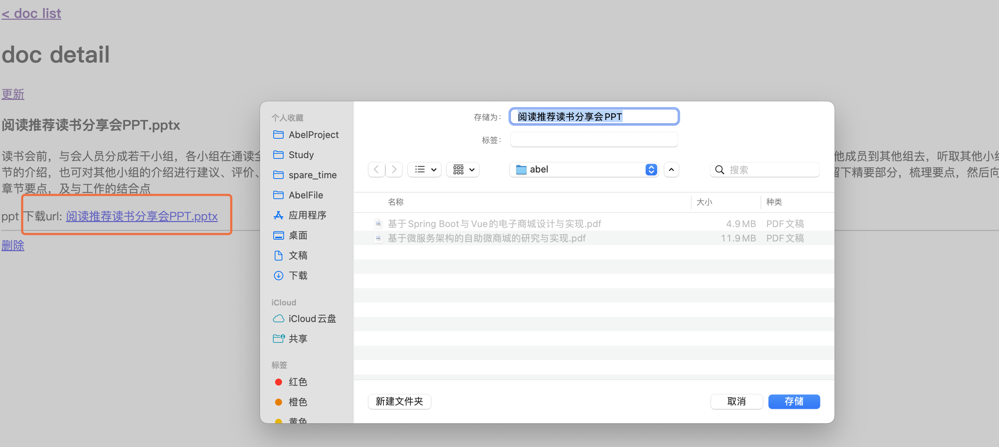 < doc list
doc detail
更新
阅读推荐读书分享会PPT.pptx
读书会前，与会人员分成若干小组，各小组在通读全
他成员到其他组去，听取其他小组
节的介绍，也可对其他小组的介绍进行建议、评价、
留下精要部分，梳理要点，然后向
章节要点，及与工作的结合点
ppt 下载url: 阅读推荐读书分享会PPT.pptx
删除
个人收藏
AbelProject
Study
spare_time
AbelFile
应用程序
桌面
文稿
下载
iCloud
iCloud云盘
共享
标签
红色
橙色
黄色
存储为：
阅读推荐读书分享会PPT
标签：
abel
搜索
名称 大小 种类
基于Spring Boot与Vue的电子商城设计与实现.pdf 4.9 MB PDF文稿
基于微服务架构的自助微商城的研究与实现.pdf 11.9 MB PDF文稿
新建文件夹 取消 存储